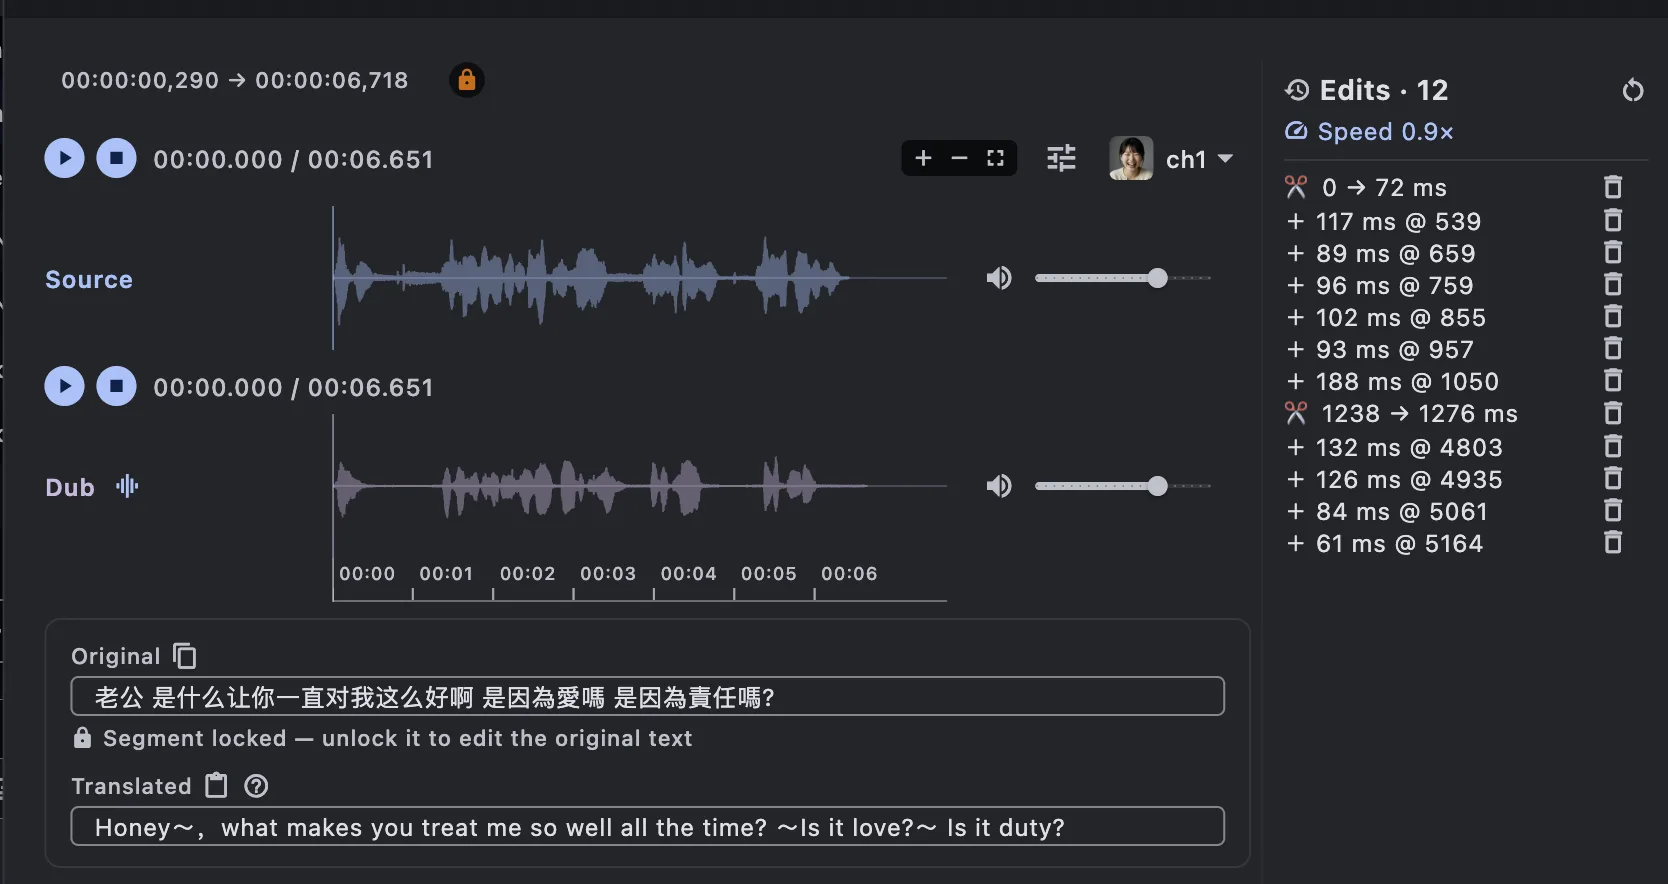 00:00:00,290 → 00:00:06,718
00:00.000 / 00:06.651
ch1
Source
00:00.000 / 00:06.651
Dub
00:00 00:01 00:02 00:03 00:04 00:05 00:06
Original
老公 是什么让你一直对我这么好啊 是因為愛嗎 是因為責任嗎?
Segment locked — unlock it to edit the original text
Translated
Honey～, what makes you treat me so well all the time? ～Is it love?～ Is it duty?
Edits · 12
Speed 0.9×
0 → 72 ms
+ 117 ms @ 539
+ 89 ms @ 659
+ 96 ms @ 759
+ 102 ms @ 855
+ 93 ms @ 957
+ 188 ms @ 1050
1238 → 1276 ms
+ 132 ms @ 4803
+ 126 ms @ 4935
+ 84 ms @ 5061
+ 61 ms @ 5164